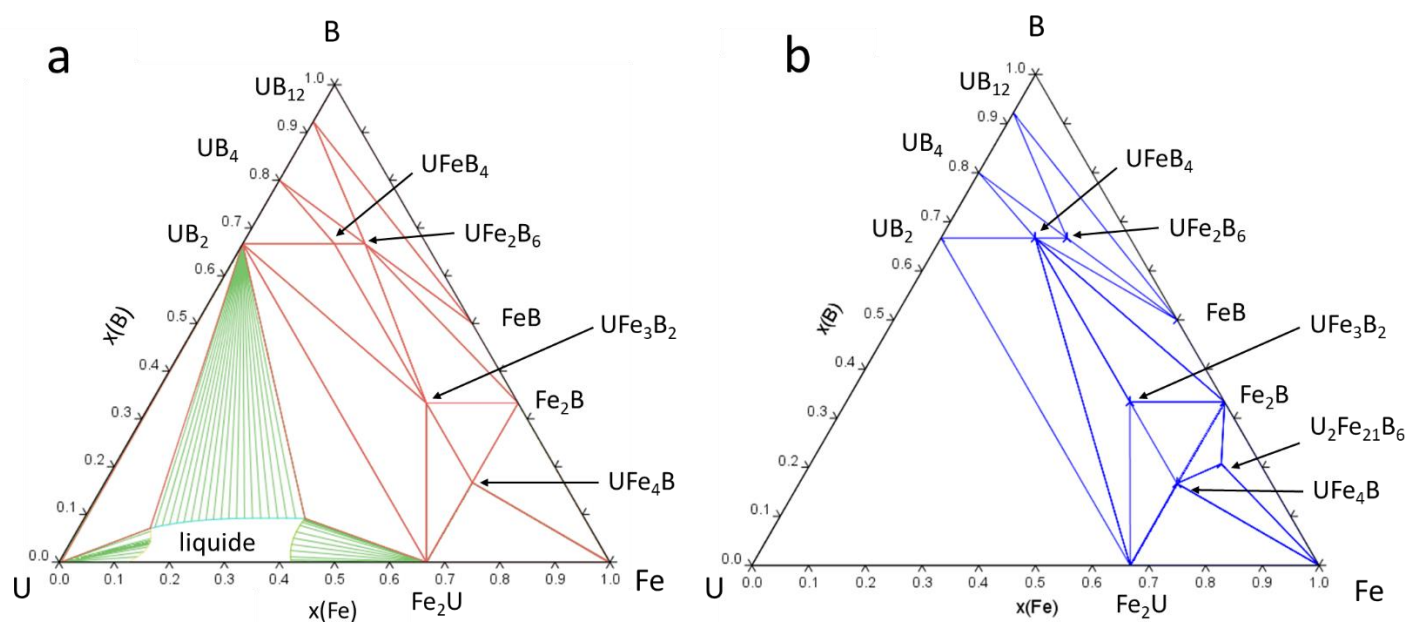 a
B
UB₁₂
UB₄
UB₂
UFeB₄
UFe₂B₆
FeB
UFe₃B₂
Fe₂B
UFe₄B
liquide
U
Fe
Fe₂U
x(B)
x(Fe)
1.0
0.9
0.8
0.7
0.6
0.5
0.4
0.3
0.2
0.1
0.0
0.0 0.1 0.2 0.3 0.4 0.5 0.6 0.7 0.8 0.9 1.0
b
B
UB₁₂
UB₄
UB₂
UFeB₄
UFe₂B₆
FeB
UFe₃B₂
Fe₂B
U₂Fe₂₁B₆
UFe₄B
U
Fe
Fe₂U
x(B)
x(Fe)
1.0
0.9
0.8
0.7
0.6
0.5
0.4
0.3
0.2
0.1
0.0
0.0 0.1 0.2 0.3 0.4 0.5 0.6 0.7 0.8 0.9 1.0